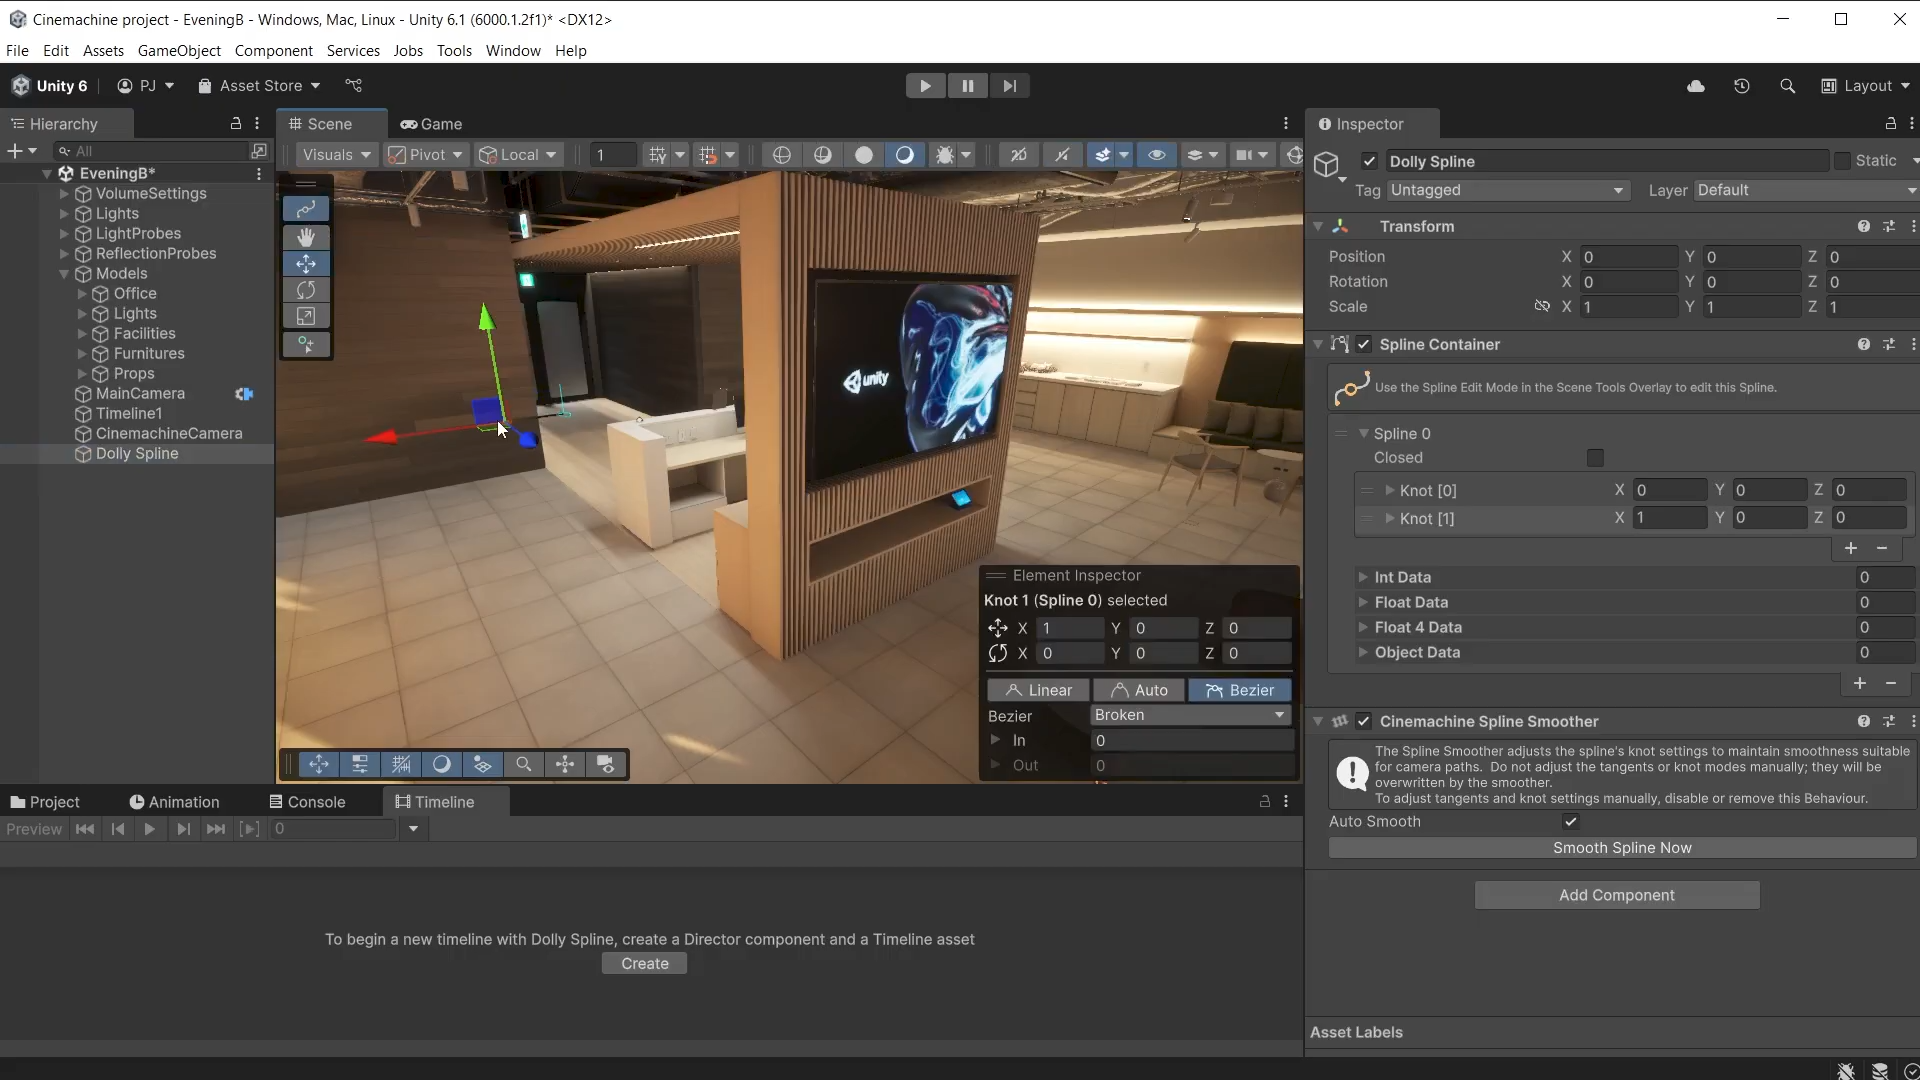 Cinemachine project - EveningB - Windows, Mac, Linux - Unity 6.1 (6000.1.2f1)* <DX12>
File Edit Assets GameObject Component Services Jobs Tools Window Help
Unity 6 PJ Asset Store Layout
Hierarchy
All
EveningB*
VolumeSettings
Lights
LightProbes
ReflectionProbes
Models
Office
Lights
Facilities
Furnitures
Props
MainCamera
Timeline1
CinemachineCamera
Dolly Spline
Scene Game
Visuals Pivot Local 1 2D
unity
Element Inspector
Knot 1 (Spline 0) selected
X 1 Y 0 Z 0
X 0 Y 0 Z 0
Linear Auto Bezier
Bezier Broken
In 0
Out 0
Inspector
Dolly Spline Static
Tag Untagged Layer Default
Transform
Position X 0 Y 0 Z 0
Rotation X 0 Y 0 Z 0
Scale X 1 Y 1 Z 1
Spline Container
Use the Spline Edit Mode in the Scene Tools Overlay to edit this Spline.
Spline 0
Closed
Knot [0] X 0 Y 0 Z 0
Knot [1] X 1 Y 0 Z 0
Int Data 0
Float Data 0
Float 4 Data 0
Object Data 0
Cinemachine Spline Smoother
The Spline Smoother adjusts the spline's knot settings to maintain smoothness suitable
for camera paths. Do not adjust the tangents or knot modes manually; they will be
overwritten by the smoother.
To adjust tangents and knot settings manually, disable or remove this Behaviour.
Auto Smooth
Smooth Spline Now
Add Component
Asset Labels
Project Animation Console Timeline
Preview 0
To begin a new timeline with Dolly Spline, create a Director component and a Timeline asset
Create